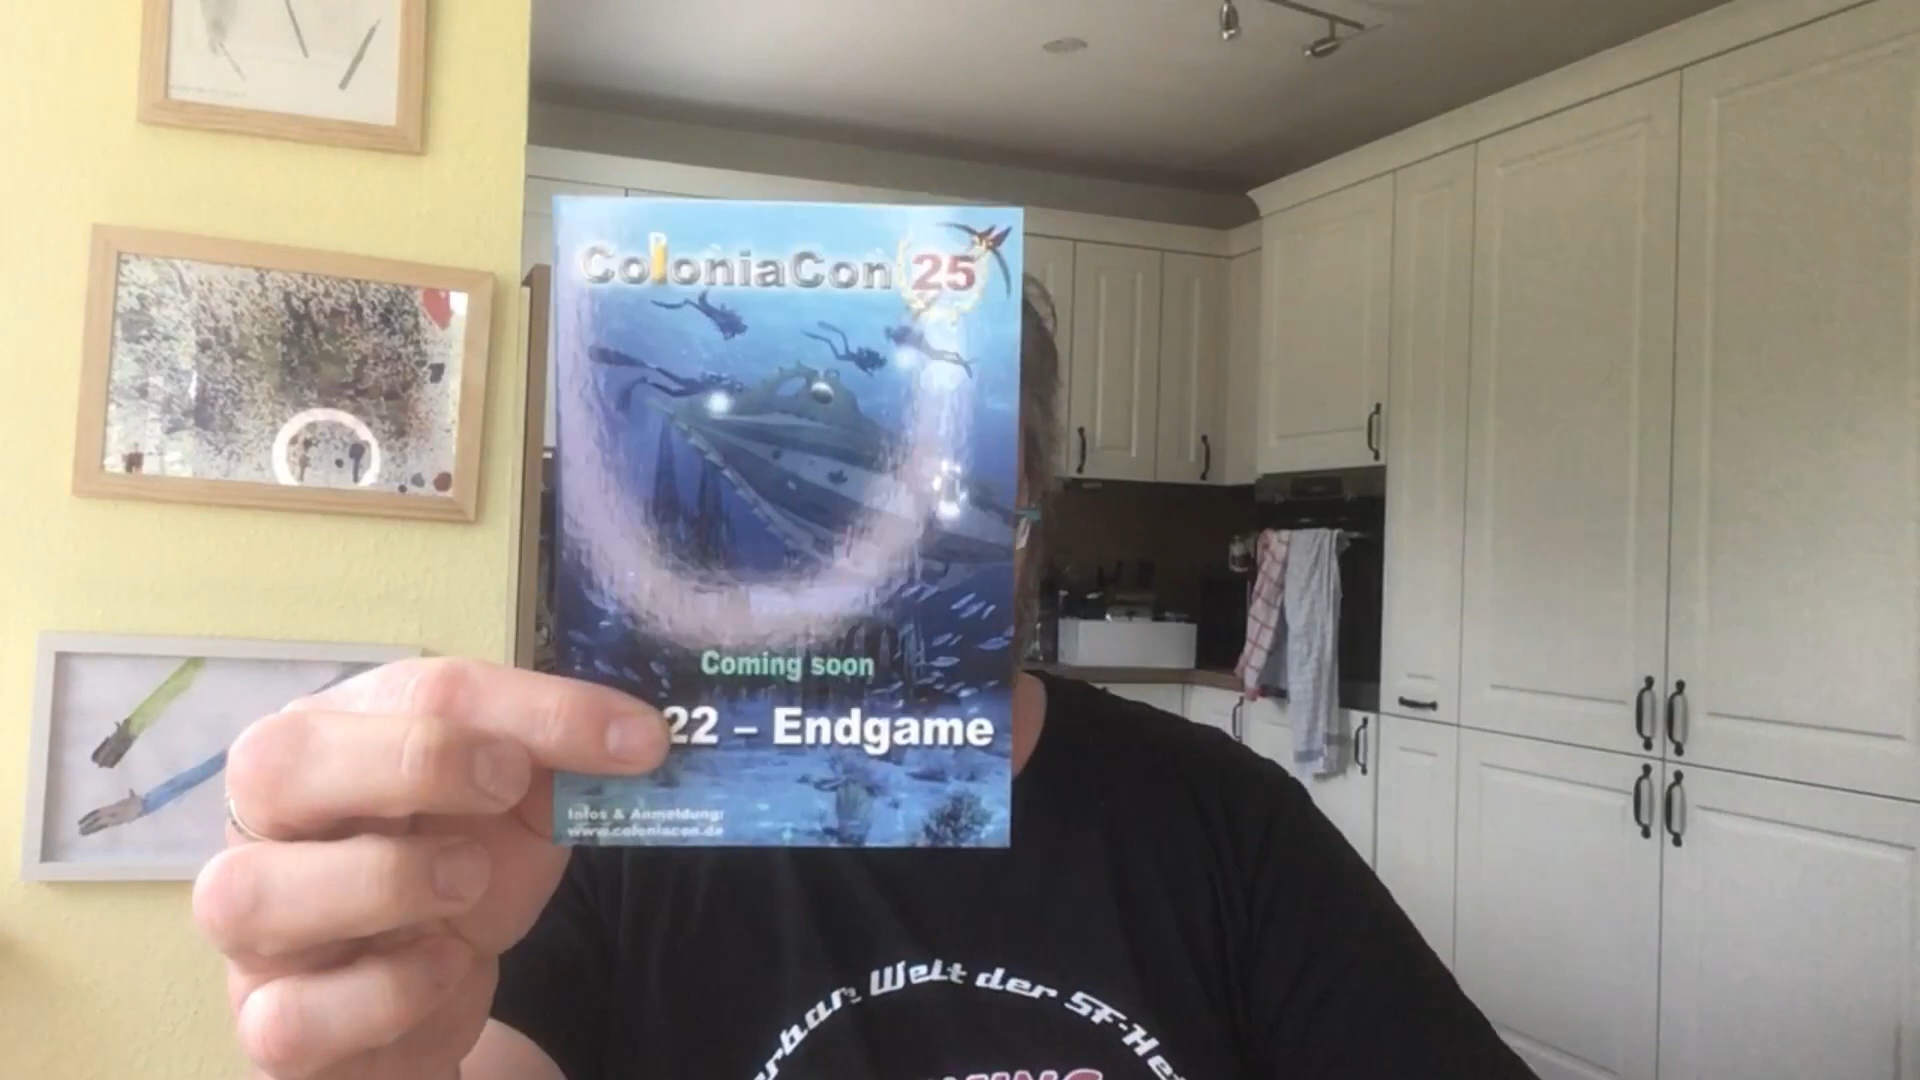 ColoniaCon 25
Coming soon
22 – Endgame
Infos & Anmeldung:
www.coloniacon.de
Welt der SF-He